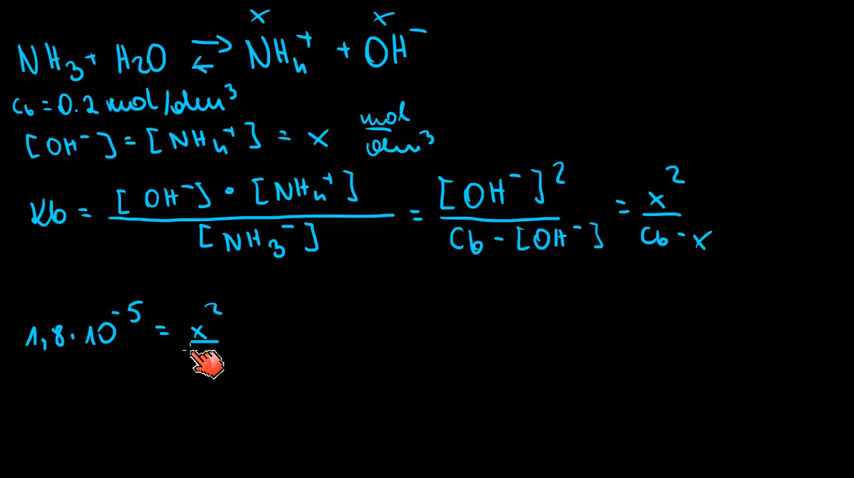 x x
NH3 + H2O ⇌ NH4+ + OH−
Cb = 0.2 mol/dm3
[OH−] = [NH4+] = x mol/dm3
Kb = [OH−] · [NH4+] / [NH3−] = [OH−]2 / Cb − [OH−] = x2 / Cb − x
1,8 · 10−5 = x2